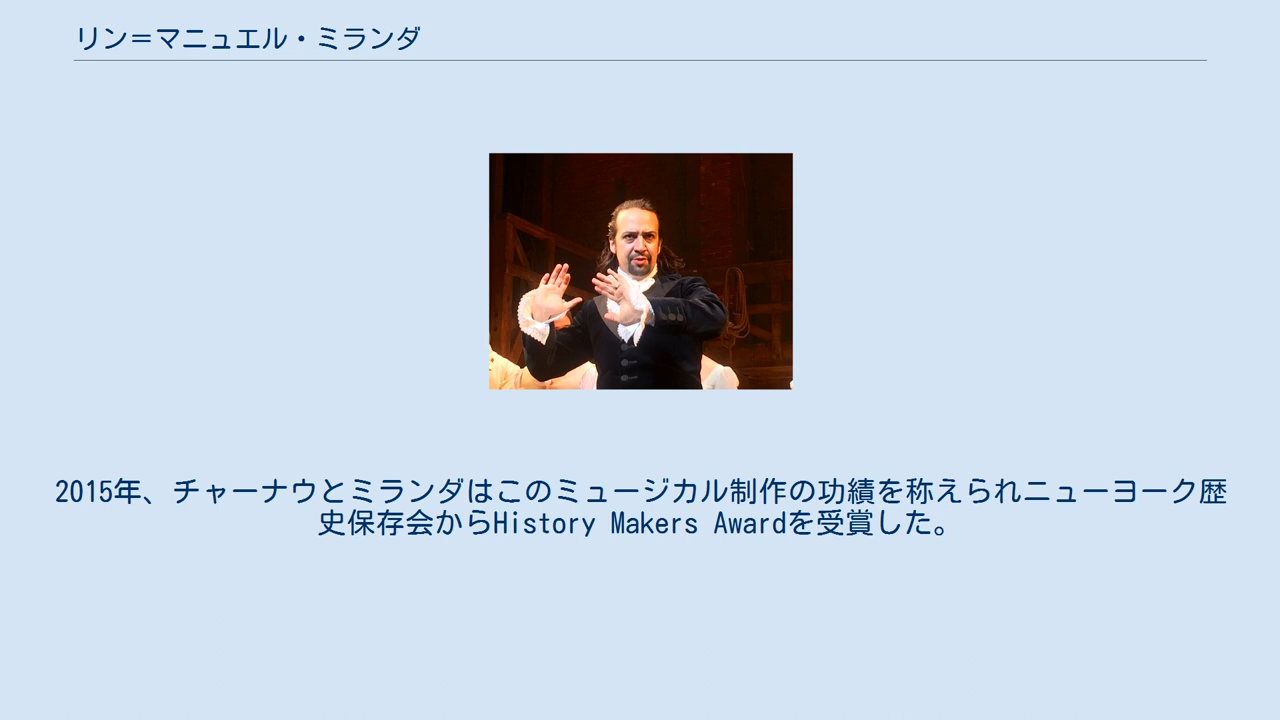 リン＝マニュエル・ミランダ
2015年、チャーナウとミランダはこのミュージカル制作の功績を称えられニューヨーク歴
史保存会からHistory Makers Awardを受賞した。